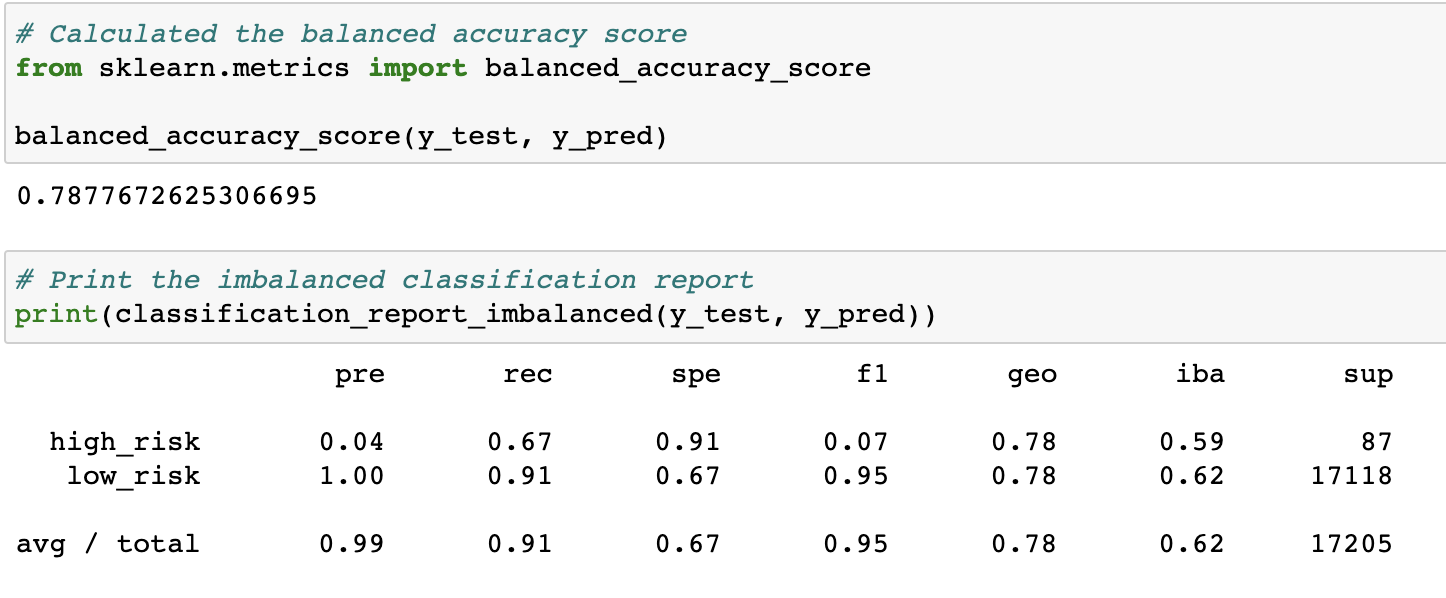 # Calculated the balanced accuracy score
from sklearn.metrics import balanced_accuracy_score
balanced_accuracy_score(y_test, y_pred)
0.7877672625306695
# Print the imbalanced classification report
print(classification_report_imbalanced(y_test, y_pred))
pre rec spe f1 geo iba sup
high_risk 0.04 0.67 0.91 0.07 0.78 0.59 87
low_risk 1.00 0.91 0.67 0.95 0.78 0.62 17118
avg / total 0.99 0.91 0.67 0.95 0.78 0.62 17205